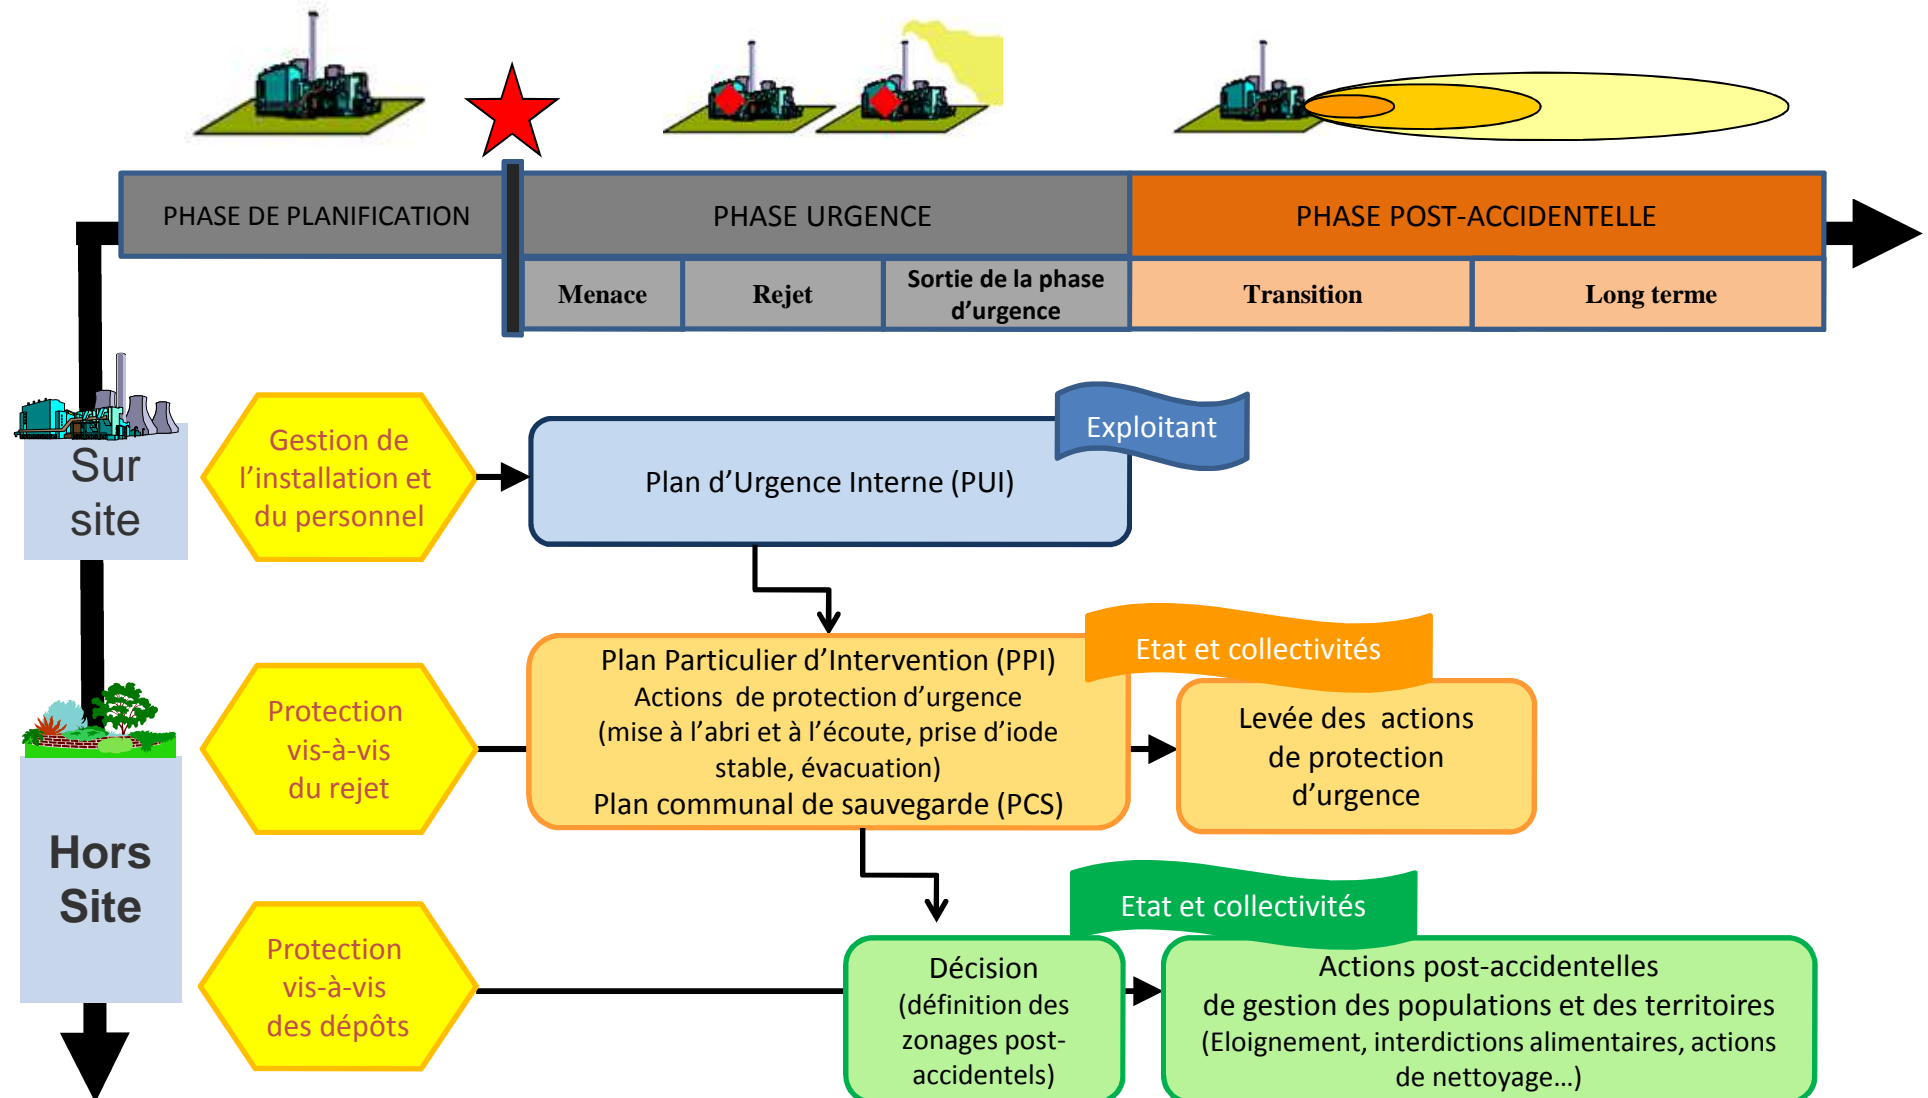 PHASE DE PLANIFICATION
PHASE URGENCE
PHASE POST-ACCIDENTELLE
Menace
Rejet
Sortie de la phase
d’urgence
Transition
Long terme
Sur
site
Gestion de
l’installation et
du personnel
Plan d’Urgence Interne (PUI)
Exploitant
Hors
Site
Protection
vis-à-vis
du rejet
Plan Particulier d’Intervention (PPI)
Actions de protection d’urgence
(mise à l’abri et à l’écoute, prise d’iode
stable, évacuation)
Plan communal de sauvegarde (PCS)
Etat et collectivités
Levée des actions
de protection
d’urgence
Protection
vis-à-vis
des dépôts
Décision
(définition des
zonages post-
accidentels)
Etat et collectivités
Actions post-accidentelles
de gestion des populations et des territoires
(Eloignement, interdictions alimentaires, actions
de nettoyage…)